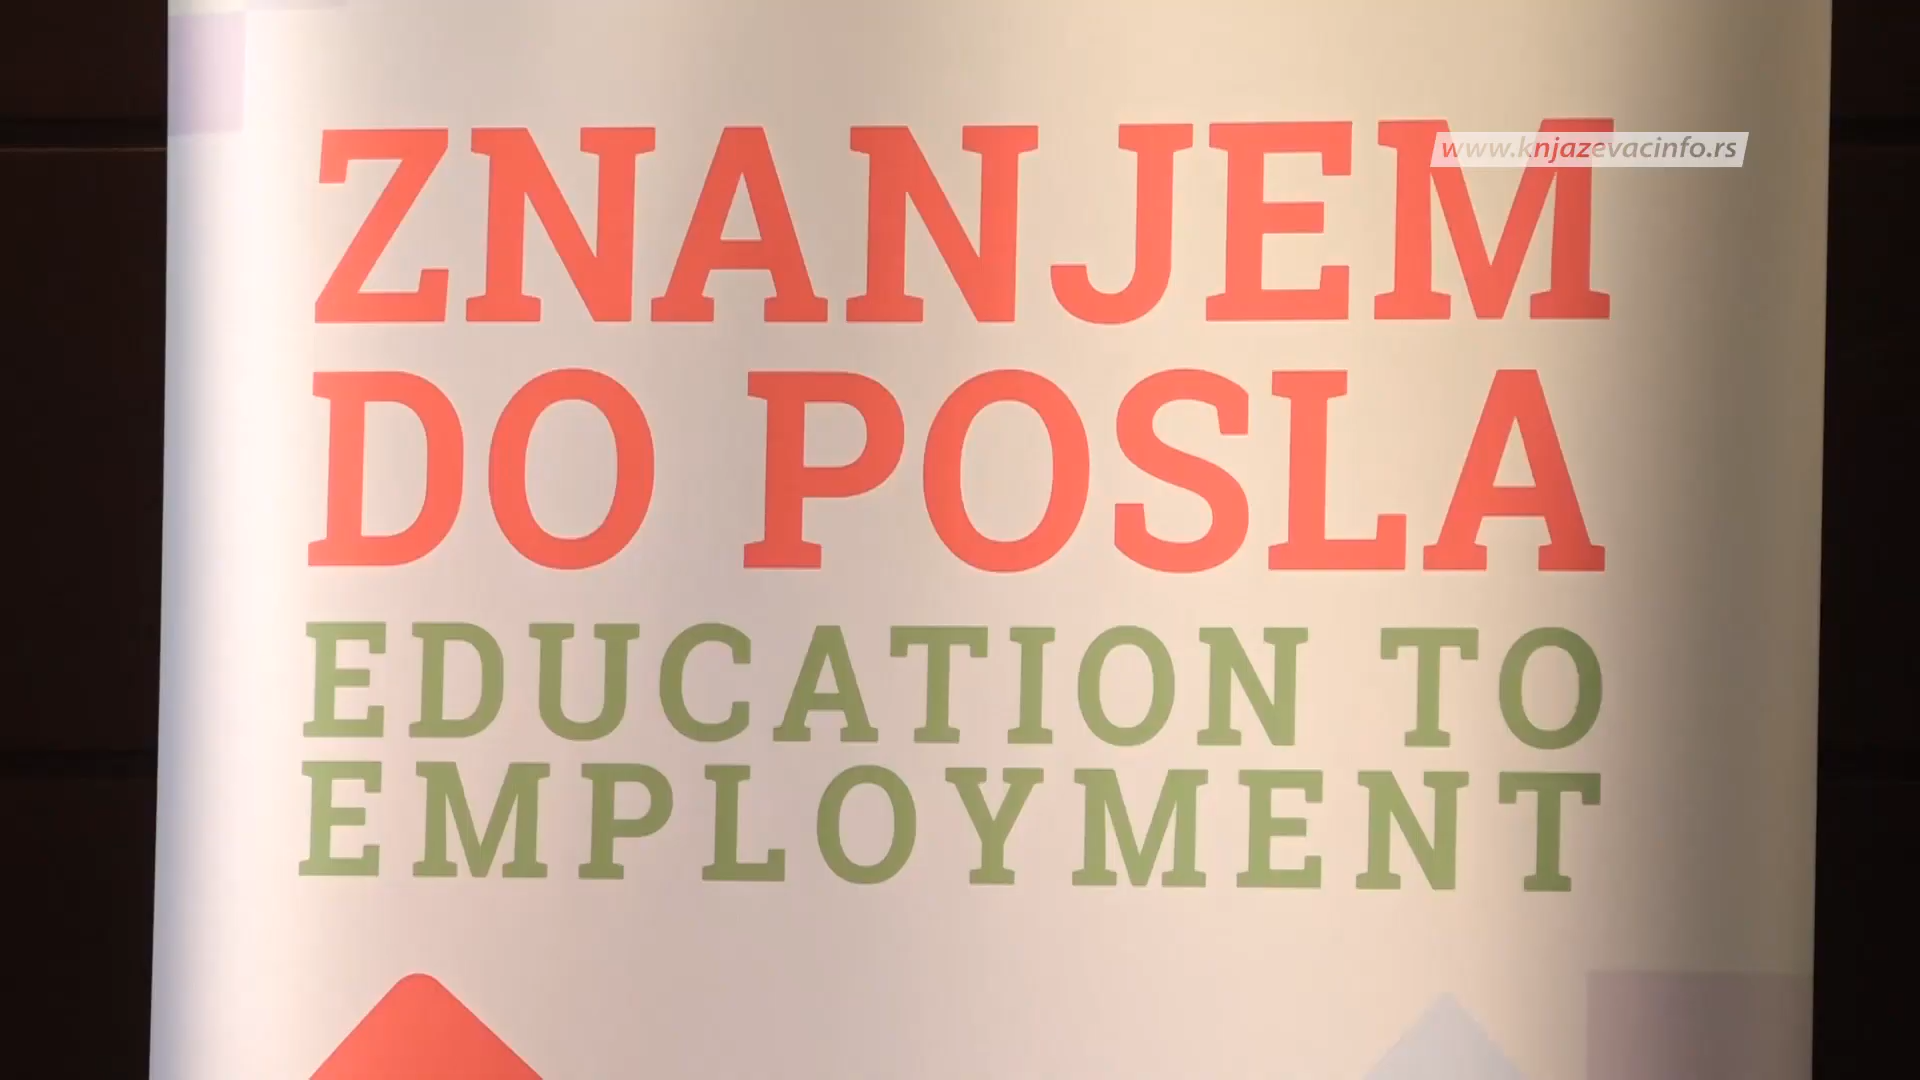 www.knjazevacinfo.rs
ZNANJEM
DO POSLA
EDUCATION TO
EMPLOYMENT